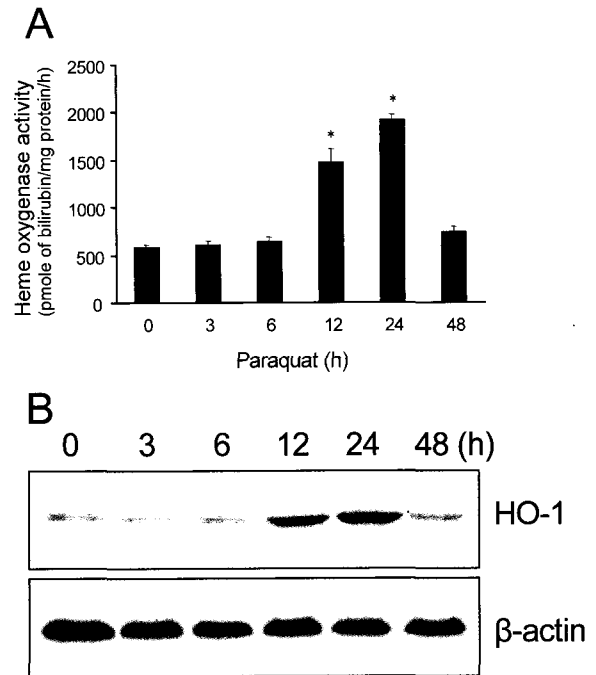 A
Heme oxygenase activity
(pmole of bilirubin/mg protein/h)
2500
2000
1500
1000
500
0
* *
0 3 6 12 24 48
Paraquat (h)
B
0 3 6 12 24 48 (h)
HO-1
β-actin